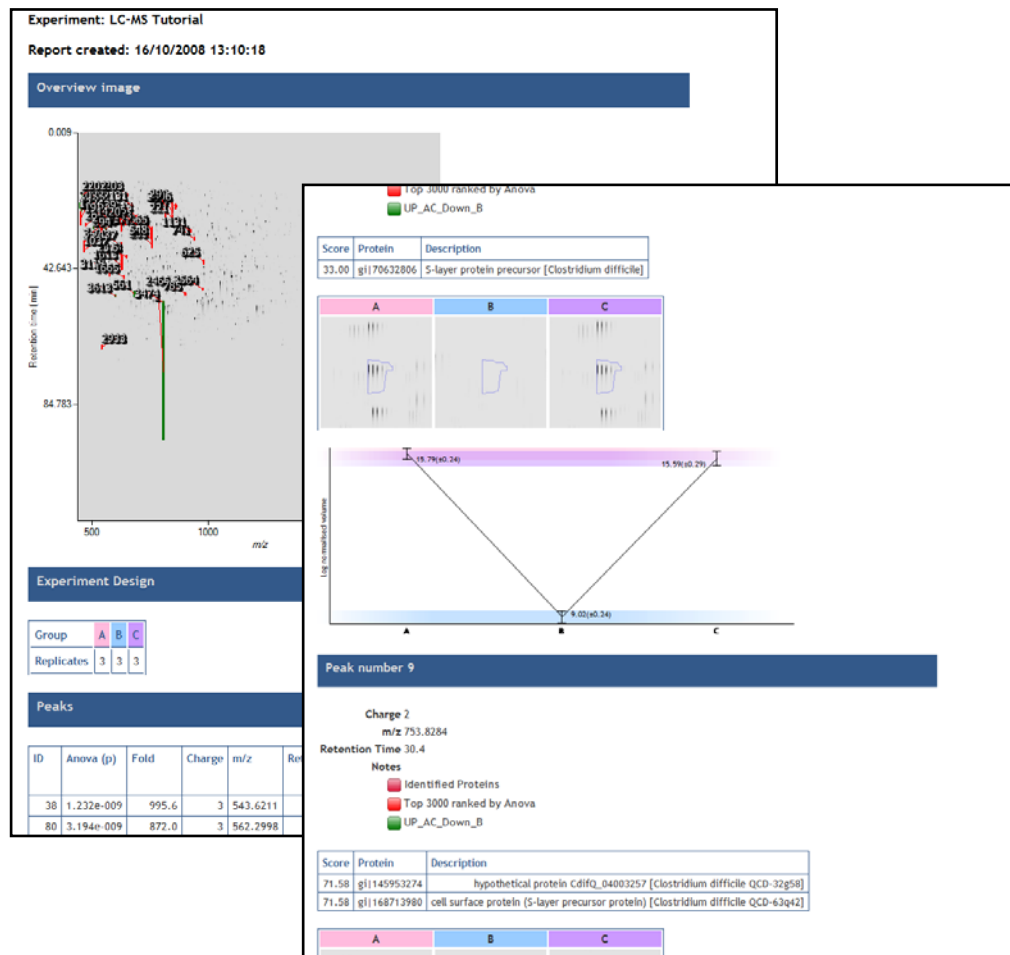 Experiment: LC-MS Tutorial
Report created: 16/10/2008 13:10:18
Overview image
0.009
42.643
84.783
Retention time [min]
2933
625
3613
561
3474
785
500
1000
m/z
Experiment Design
Group A B C
Replicates 3 3 3
Peaks
ID Anova (p) Fold Charge m/z
38 1.232e-009 995.6 3 543.6211
80 3.194e-009 872.0 3 562.2998
Top 3000 ranked by Anova
UP_AC_Down_B
Score Protein Description
33.00 gi|70632806 S-layer protein precursor [Clostridium difficile]
A B C
Log normalised volume
15.79(±0.24)
15.59(±0.29)
9.02(±0.24)
A B C
Peak number 9
Charge 2
m/z 753.8284
Retention Time 30.4
Notes
Identified Proteins
Top 3000 ranked by Anova
UP_AC_Down_B
Score Protein Description
71.58 gi|145953274 hypothetical protein CdifQ_04003257 [Clostridium difficile QCD-32g58]
71.58 gi|168713980 cell surface protein (S-layer precursor protein) [Clostridium difficile QCD-63q42]
A B C